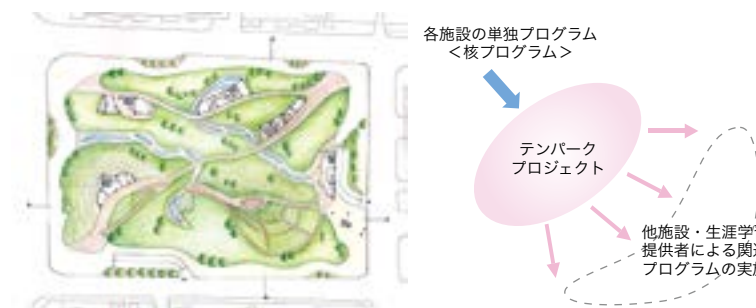 各施設の単独プログラム
＜核プログラム＞
テンパーク
プロジェクト
他施設・生涯学
提供者による関
プログラムの実